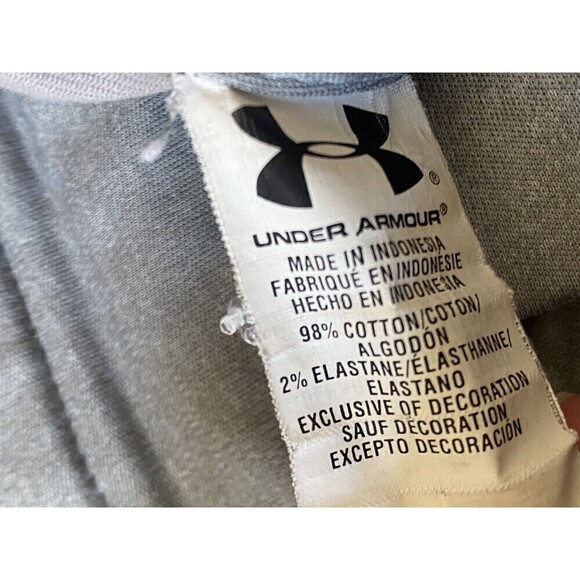 UNDER ARMOUR®
MADE IN INDONESIA
FABRIQUÉ EN INDONÉSIE
HECHO EN INDONESIA
98% COTTON/COTON/
ALGODÓN
2% ELASTANE/ÉLASTHANNE/
ELASTANO
EXCLUSIVE OF DECORATION
SAUF DÉCORATION
EXCEPTO DECORACIÓN